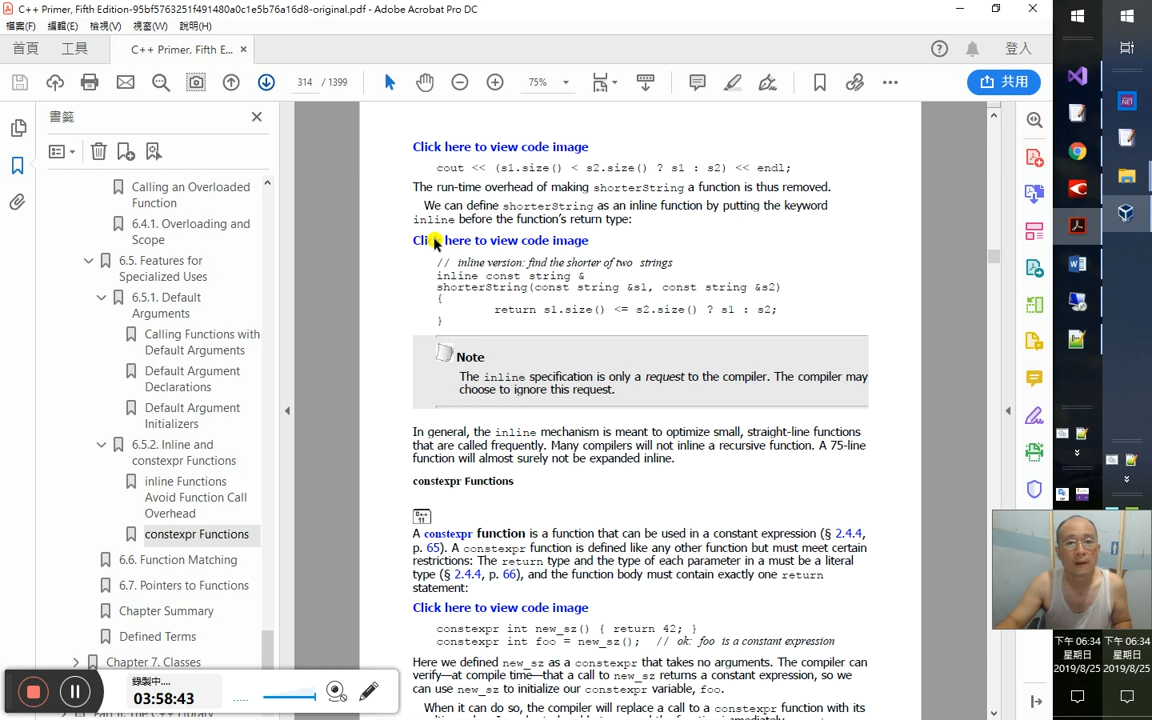 C++ Primer, Fifth Edition-95bf5763251f491480a0c1e5b76a16d8-original.pdf - Adobe Acrobat Pro DC
檔案(F) 編輯(E) 檢視(V) 視窗(W) 說明(H)
首頁 工具 C++ Primer, Fifth E... × 登入
314 / 1399 75% 共用
書籤
Calling an Overloaded
Function
6.4.1. Overloading and
Scope
6.5. Features for
Specialized Uses
6.5.1. Default
Arguments
Calling Functions with
Default Arguments
Default Argument
Declarations
Default Argument
Initializers
6.5.2. Inline and
constexpr Functions
inline Functions
Avoid Function Call
Overhead
constexpr Functions
6.6. Function Matching
6.7. Pointers to Functions
Chapter Summary
Defined Terms
Chapter 7. Classes
Click here to view code image
cout << (s1.size() < s2.size() ? s1 : s2) << endl;
The run-time overhead of making shorterString a function is thus removed.
We can define shorterString as an inline function by putting the keyword
inline before the function's return type:
Click here to view code image
// inline version: find the shorter of two strings
inline const string &
shorterString(const string &s1, const string &s2)
{
return s1.size() <= s2.size() ? s1 : s2;
}
Note
The inline specification is only a request to the compiler. The compiler may
choose to ignore this request.
In general, the inline mechanism is meant to optimize small, straight-line functions
that are called frequently. Many compilers will not inline a recursive function. A 75-line
function will almost surely not be expanded inline.
constexpr Functions
C++
11
A constexpr function is a function that can be used in a constant expression (§ 2.4.4,
p. 65). A constexpr function is defined like any other function but must meet certain
restrictions: The return type and the type of each parameter in a must be a literal
type (§ 2.4.4, p. 66), and the function body must contain exactly one return
statement:
Click here to view code image
constexpr int new_sz() { return 42; }
constexpr int foo = new_sz(); // ok: foo is a constant expression
Here we defined new_sz as a constexpr that takes no arguments. The compiler can
verify—at compile time—that a call to new_sz returns a constant expression, so we
can use new_sz to initialize our constexpr variable, foo.
When it can do so, the compiler will replace a call to a constexpr function with its
錄製中....
03:58:43
下午 06:34 下午 06:34
星期日 星期日
2019/8/25 2019/8/25